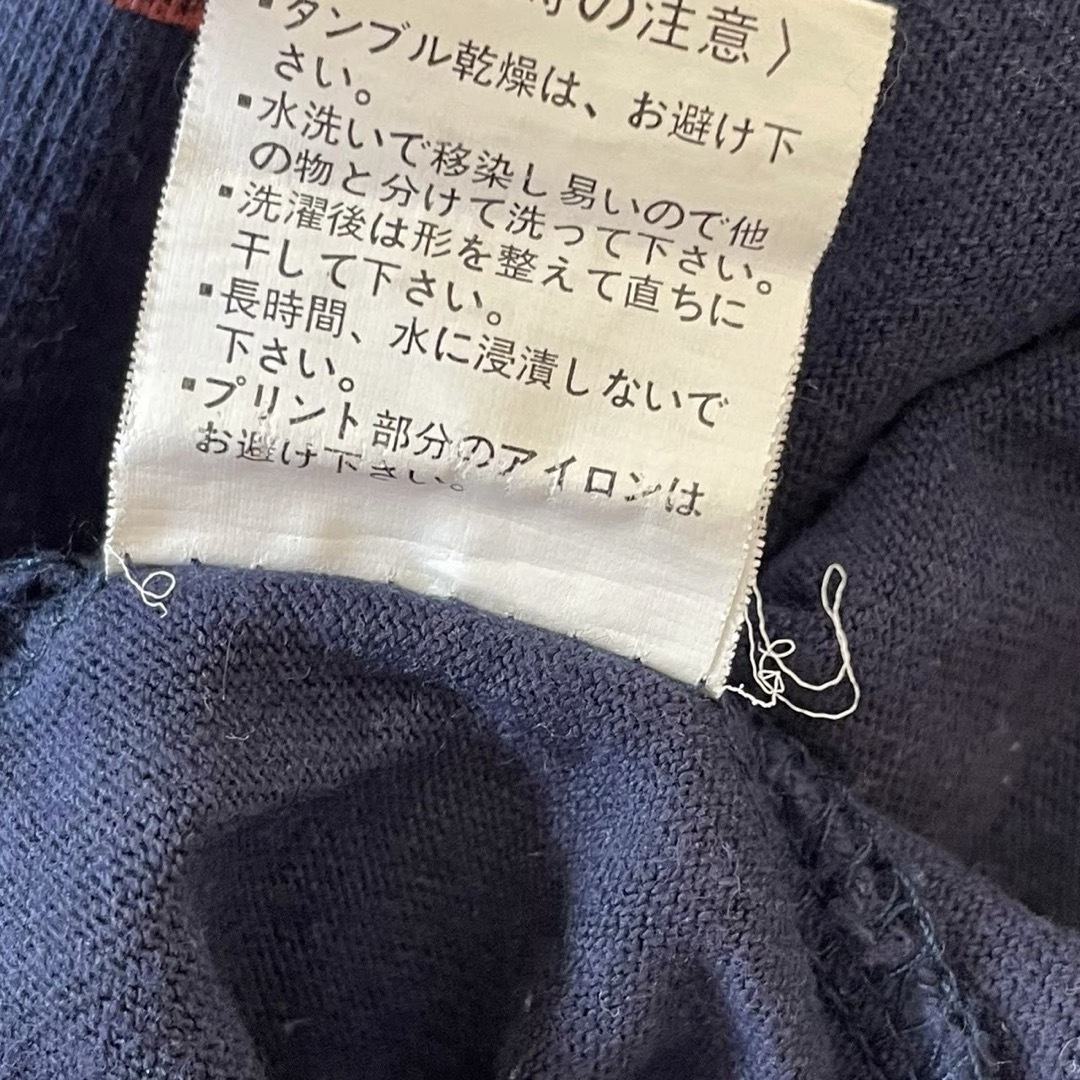 の注意〉
▪タンブル乾燥は、お避け下
さい。
▪水洗いで移染し易いので他
の物と分けて洗って下さい。
▪洗濯後は形を整えて直ちに
干して下さい。
▪長時間、水に浸漬しないで
下さい。
▪プリント部分のアイロンは
お避け下さい。